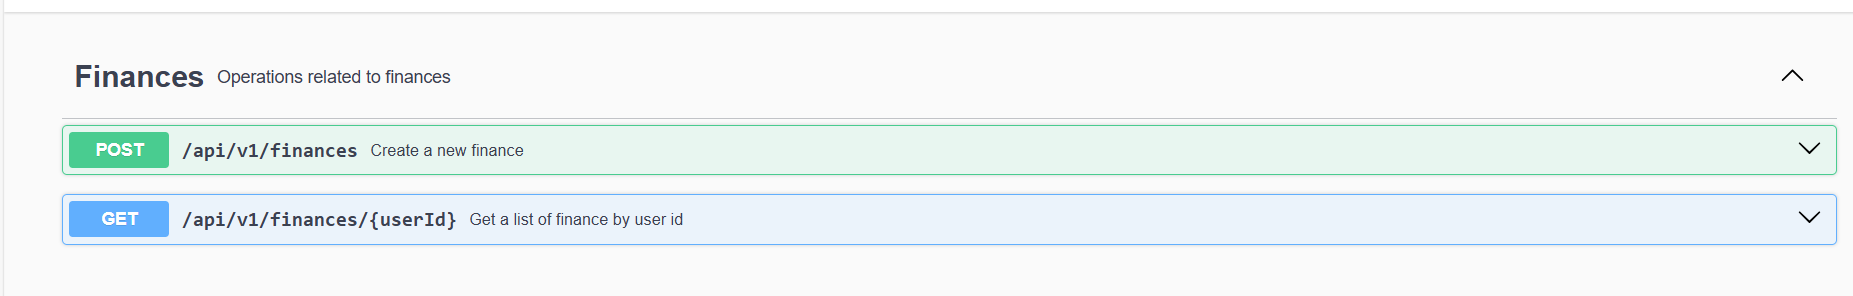 Finances Operations related to finances
POST /api/v1/finances Create a new finance
GET /api/v1/finances/{userId} Get a list of finance by user id